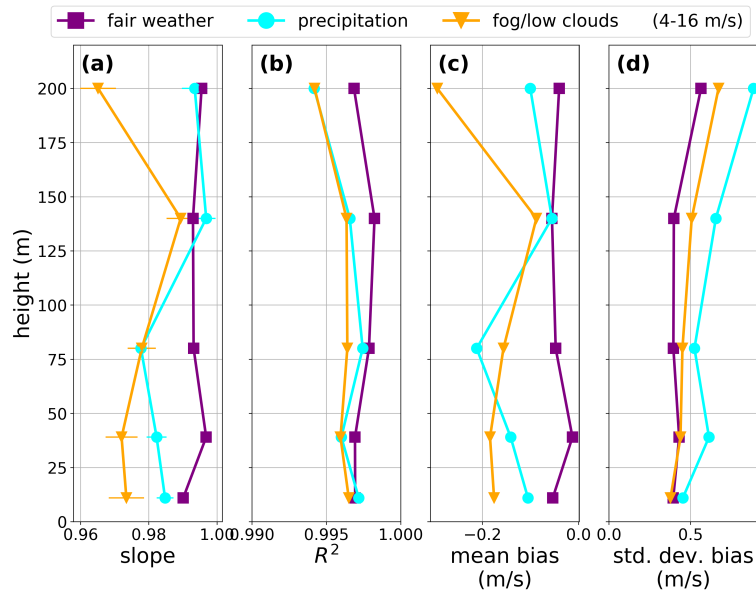 fair weather precipitation fog/low clouds (4-16 m/s)
(a) (b) (c) (d)
200
175
150
125
100
75
50
25
0
height (m)
0.96 0.98 1.00 0.990 0.995 1.000 −0.2 0.0 0.0 0.5
slope R² mean bias (m/s) std. dev. bias (m/s)